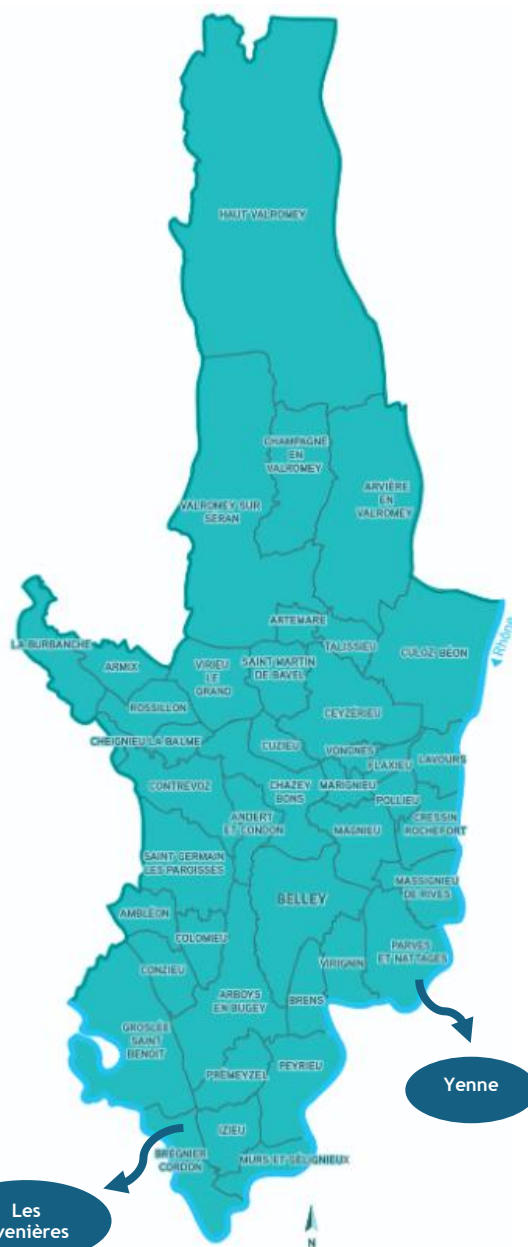 HAUT VALROMEY
CHAMPAGNE
EN
VALROMEY
ARVIÈRE
EN
VALROMEY
VALROMEY SUR
SÉRAN
ARTEMARE
LA BURBANCHE
TALISSIEU
CULOZ-BÉON
Rhône
ARMIX
VIRIEU
LE
GRAND
SAINT MARTIN
DE BAVEL
ROSSILLON
CEYZÉRIEU
CHEIGNIEU LA BALME
CUZIEU
VONGNES
FLAXIEU
LAVOURS
CONTREVOZ
CHAZEY
BONS
MARIGNIEU
POLLIEU
ANDERT
ET CONDON
MAGNIEU
CRESSIN
ROCHEFORT
SAINT GERMAIN
LES PAROISSES
MASSIGNIEU
DE RIVES
BELLEY
AMBLÉON
COLOMIEU
PARVES
ET NATTAGES
CONZIEU
VIRIGNIN
ARBOYS
EN BUGEY
BRENS
GROSLÉE
SAINT
BENOIT
Yenne
PREMEYZEL
PEYRIEU
IZIEU
BRÉGNIER
CORDON
MURS ET GÉLIGNIEUX
Les
venières
N